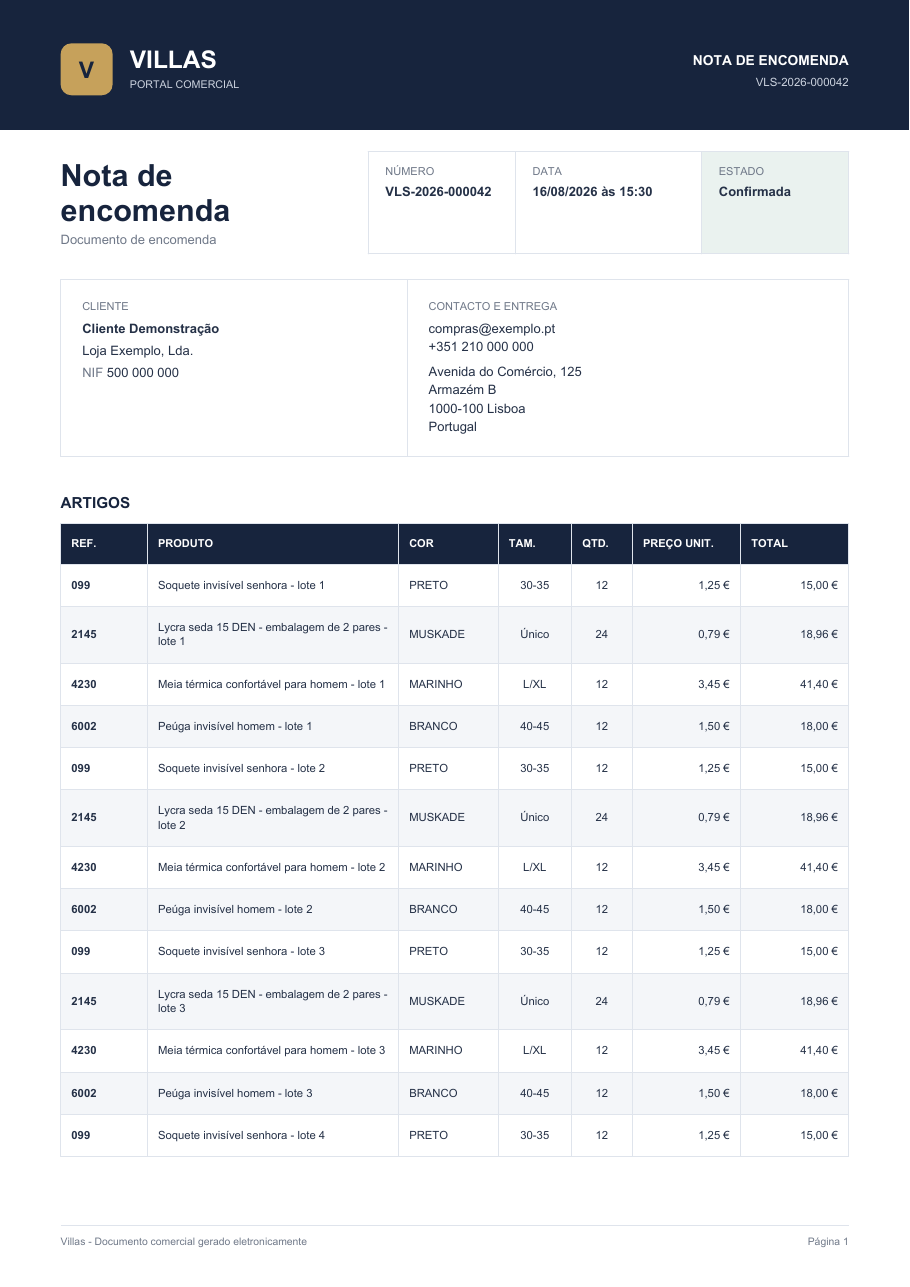 V
VILLAS
PORTAL COMERCIAL
NOTA DE ENCOMENDA
VLS-2026-000042
Nota de
encomenda
Documento de encomenda
NÚMERO
VLS-2026-000042
DATA
16/08/2026 às 15:30
ESTADO
Confirmada
CLIENTE
Cliente Demonstração
Loja Exemplo, Lda.
NIF 500 000 000
CONTACTO E ENTREGA
compras@exemplo.pt
+351 210 000 000
Avenida do Comércio, 125
Armazém B
1000-100 Lisboa
Portugal
ARTIGOS
REF. PRODUTO COR TAM. QTD. PREÇO UNIT. TOTAL
099 Soquete invisível senhora - lote 1 PRETO 30-35 12 1,25 € 15,00 €
2145 Lycra seda 15 DEN - embalagem de 2 pares -
lote 1 MUSKADE Único 24 0,79 € 18,96 €
4230 Meia térmica confortável para homem - lote 1 MARINHO L/XL 12 3,45 € 41,40 €
6002 Peúga invisível homem - lote 1 BRANCO 40-45 12 1,50 € 18,00 €
099 Soquete invisível senhora - lote 2 PRETO 30-35 12 1,25 € 15,00 €
2145 Lycra seda 15 DEN - embalagem de 2 pares -
lote 2 MUSKADE Único 24 0,79 € 18,96 €
4230 Meia térmica confortável para homem - lote 2 MARINHO L/XL 12 3,45 € 41,40 €
6002 Peúga invisível homem - lote 2 BRANCO 40-45 12 1,50 € 18,00 €
099 Soquete invisível senhora - lote 3 PRETO 30-35 12 1,25 € 15,00 €
2145 Lycra seda 15 DEN - embalagem de 2 pares -
lote 3 MUSKADE Único 24 0,79 € 18,96 €
4230 Meia térmica confortável para homem - lote 3 MARINHO L/XL 12 3,45 € 41,40 €
6002 Peúga invisível homem - lote 3 BRANCO 40-45 12 1,50 € 18,00 €
099 Soquete invisível senhora - lote 4 PRETO 30-35 12 1,25 € 15,00 €
Villas - Documento comercial gerado eletronicamente
Página 1